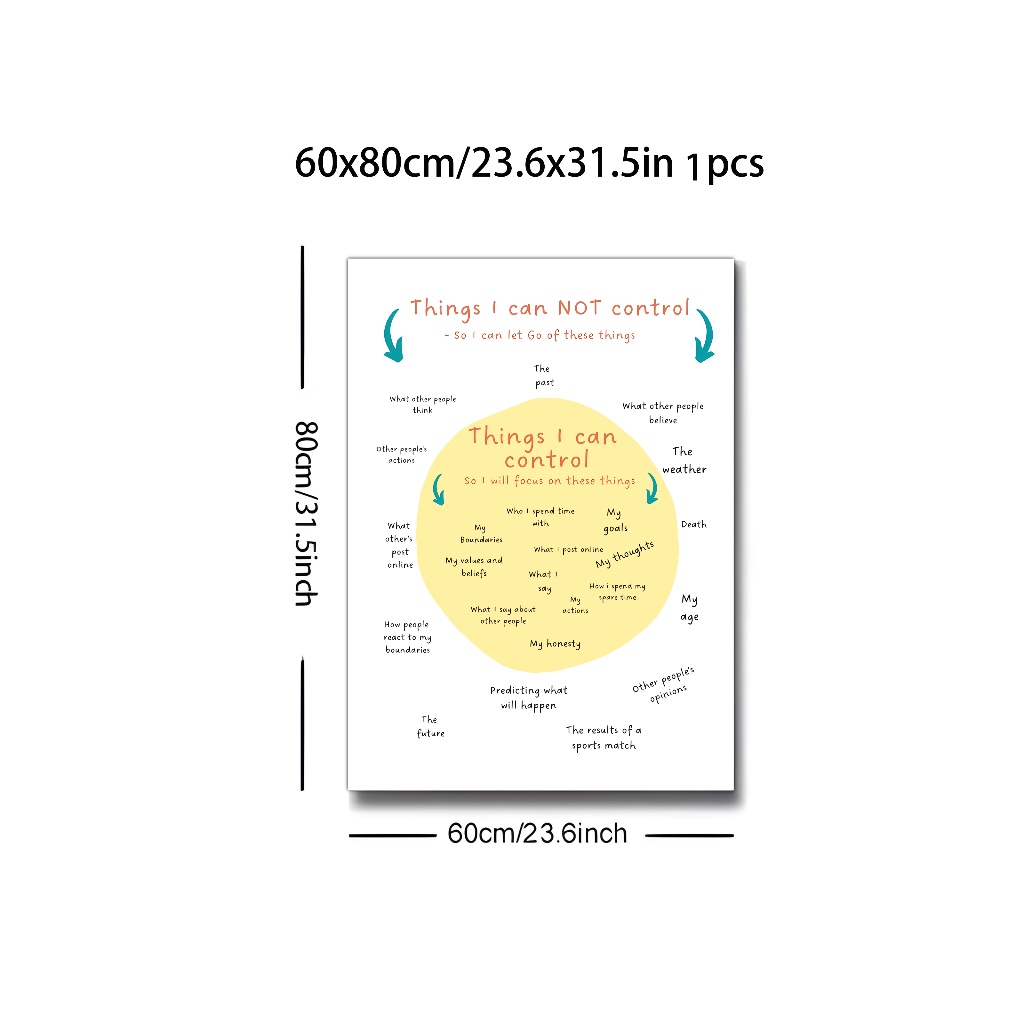 60x80cm/23.6x31.5in 1pcs
Things I can NOT control
- So I can let Go of these things
The
past
What other people
think
What other people
believe
Other people's
actions
The
weather
Things I can
control
So I will focus on these things
Who I spend time
with
My
goals
My
Boundaries
What
other's
post
online
Death
What I post online
My thoughts
My values and
beliefs
What I
say
How i spend my
spare time
My
actions
What I say about
other people
My
age
My honesty
How people
react to my
boundaries
Predicting what
will happen
Other people's
opinions
The
future
The results of a
sports match
80cm/31.5inch
60cm/23.6inch